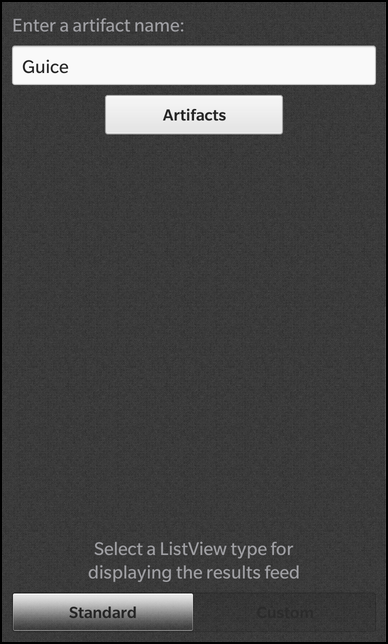 Enter a artifact name:
Guice
Artifacts
Select a ListView type for
displaying the results feed
Standard
Custom